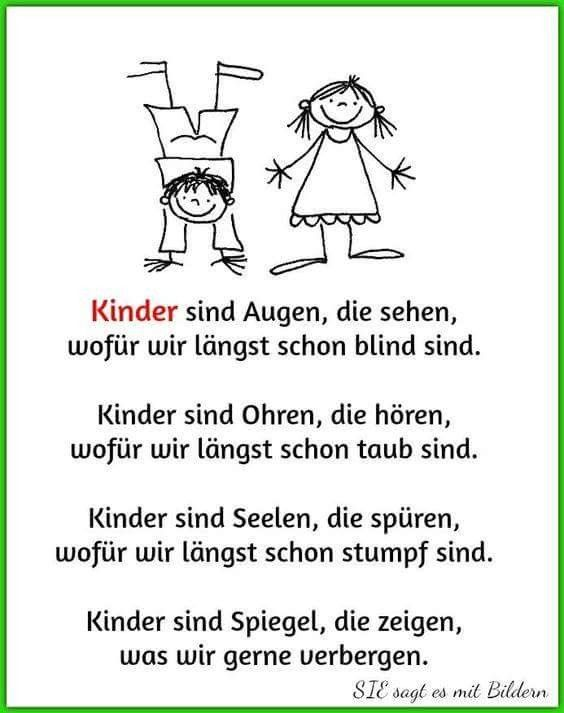 Kinder sind Augen, die sehen,
wofür wir längst schon blind sind.
Kinder sind Ohren, die hören,
wofür wir längst schon taub sind.
Kinder sind Seelen, die spüren,
wofür wir längst schon stumpf sind.
Kinder sind Spiegel, die zeigen,
was wir gerne verbergen.
SIE sagt es mit Bildern